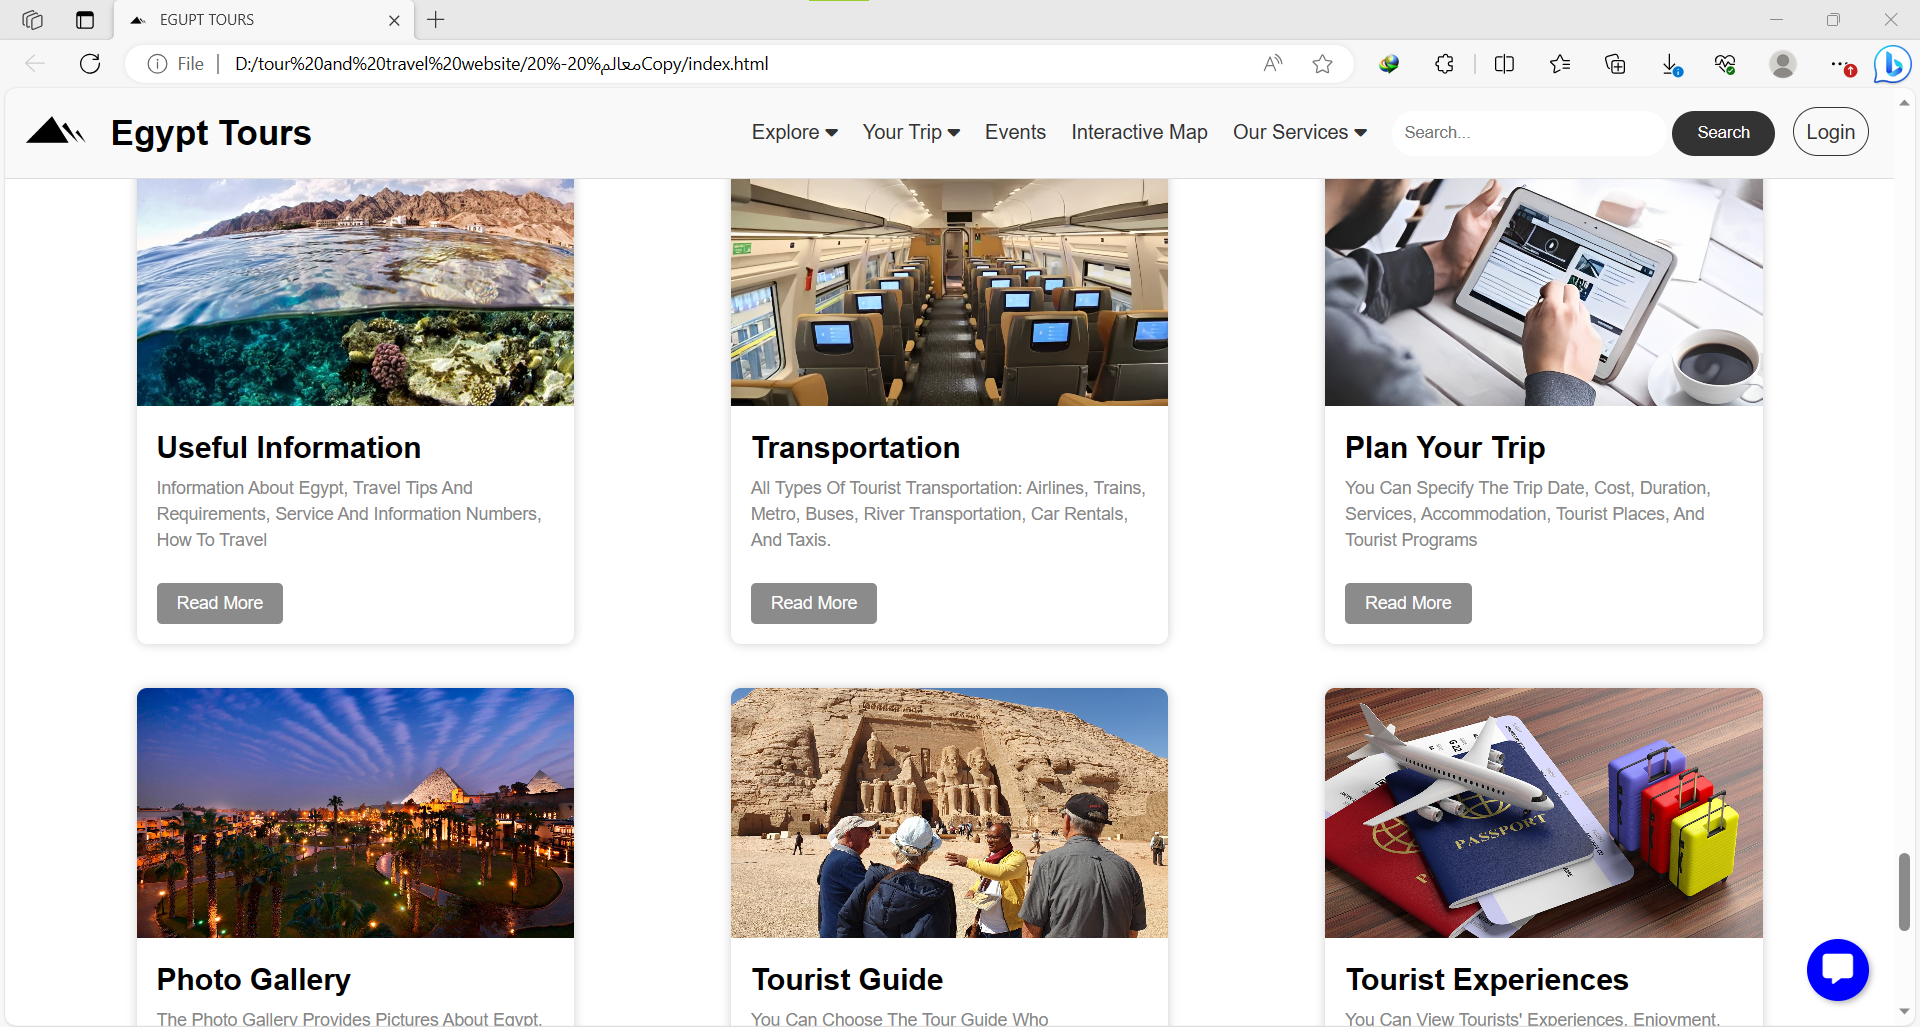 EGUPT TOURS
File
D:/tour%20and%20travel%20website/20%-20%معالمCopy/index.html
Egypt Tours
Explore
Your Trip
Events
Interactive Map
Our Services
Search...
Search
Login
Useful Information
Information About Egypt, Travel Tips And
Requirements, Service And Information Numbers,
How To Travel
Read More
Transportation
All Types Of Tourist Transportation: Airlines, Trains,
Metro, Buses, River Transportation, Car Rentals,
And Taxis.
Read More
Plan Your Trip
You Can Specify The Trip Date, Cost, Duration,
Services, Accommodation, Tourist Places, And
Tourist Programs
Read More
PASSPORT
Photo Gallery
The Photo Gallery Provides Pictures About Egypt,
Tourist Guide
You Can Choose The Tour Guide Who
Tourist Experiences
You Can View Tourists' Experiences, Enjoyment,